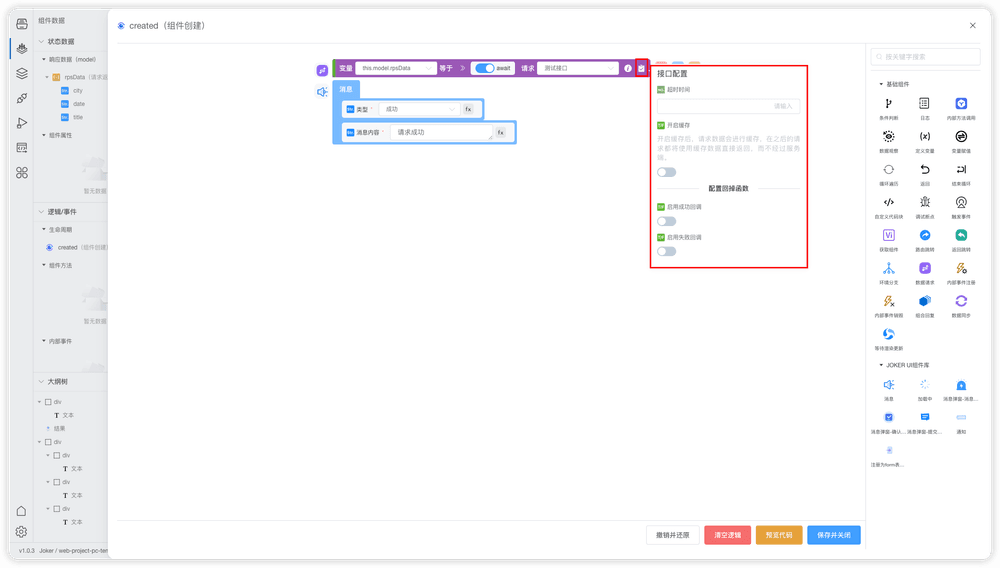 组件数据
状态数据
响应数据（model）
rpsData（请求返
city
date
title
组件属性
暂无数据
逻辑/事件
生命周期
created（组件创建）
组件方法
暂无数据
内部事件
大纲树
div
文本
结果
div
div
文本
div
文本
div
文本
v1.0.3 Joker / web-project-pc-tem
created（组件创建）
变量
this.model.rpsData
等于
await
请求
测试接口
消息
类型 *
成功
fx
消息内容 *
请求成功
fx
接口配置
超时时间
请输入
开启缓存
开启缓存后，请求数据会进行缓存，在之后的请
求都将使用缓存数据直接返回，而不经过服务
端。
配置回掉函数
启用成功回调
启用失败回调
撤销并还原
清空逻辑
预览代码
保存并关闭
按关键字搜索
基础组件
条件判断
日志
内部方法调用
数据观察
定义变量
变量赋值
循环遍历
返回
结束循环
自定义代码块
调试断点
触发事件
获取组件
路由跳转
返回跳转
环境分支
数据请求
内部事件注册
内部事件销毁
组合回复
数据同步
等待渲染更新
JOKER UI组件库
消息
加载中
消息弹窗-消息...
消息弹窗-确认...
消息弹窗-提交...
通知
注册为form表...